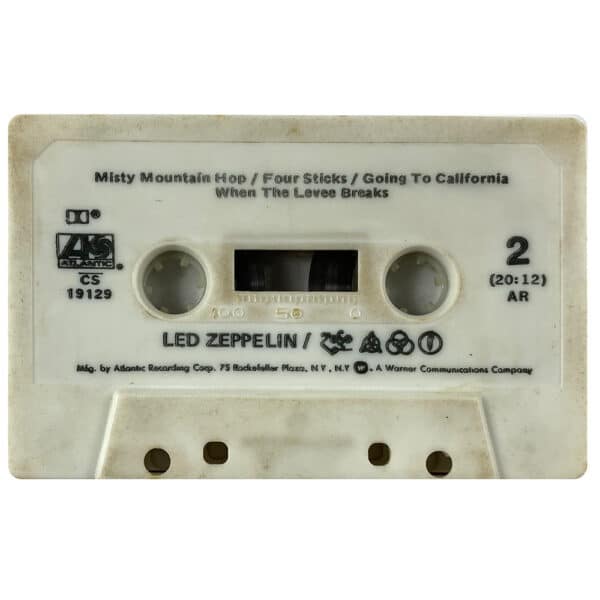 Misty Mountain Hop / Four Sticks / Going To California
When The Levee Breaks
®
ATLANTIC®
CS
19129
2
(20:12)
AR
100 50 0
LED ZEPPELIN /
Mfg. by Atlantic Recording Corp. 75 Rockefeller Plaza, N.Y., N.Y. W. A Warner Communications Company